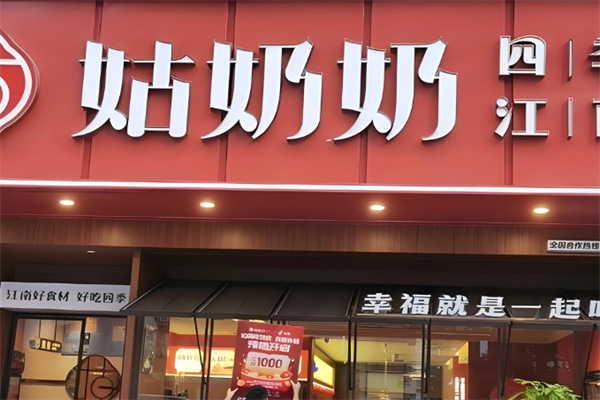 姑奶奶
四
江
全国合作热线
江南好食材 好吃四季
幸福就是一起
1000